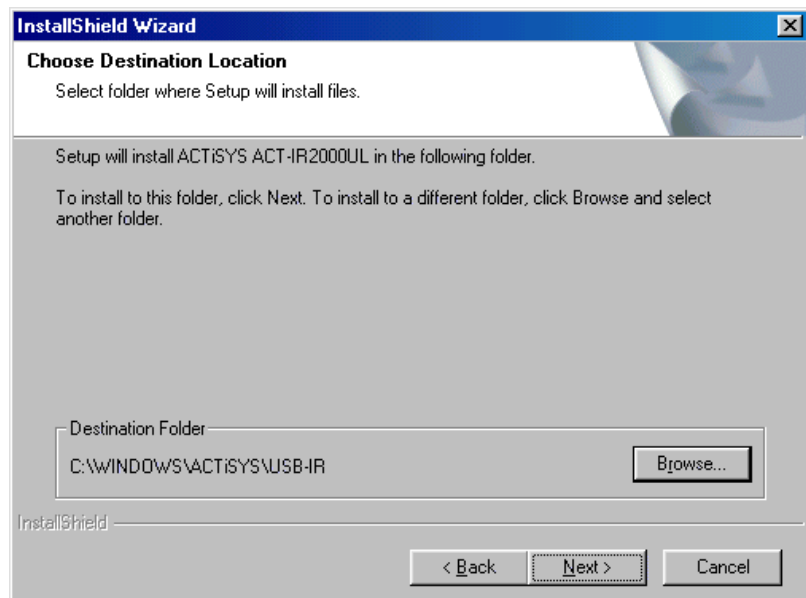 InstallShield Wizard
Choose Destination Location
Select folder where Setup will install files.
Setup will install ACTiSYS ACT-IR2000UL in the following folder.
To install to this folder, click Next. To install to a different folder, click Browse and select
another folder.
Destination Folder
C:\WINDOWS\ACTiSYS\USB-IR
Browse...
InstallShield
< Back
Next >
Cancel